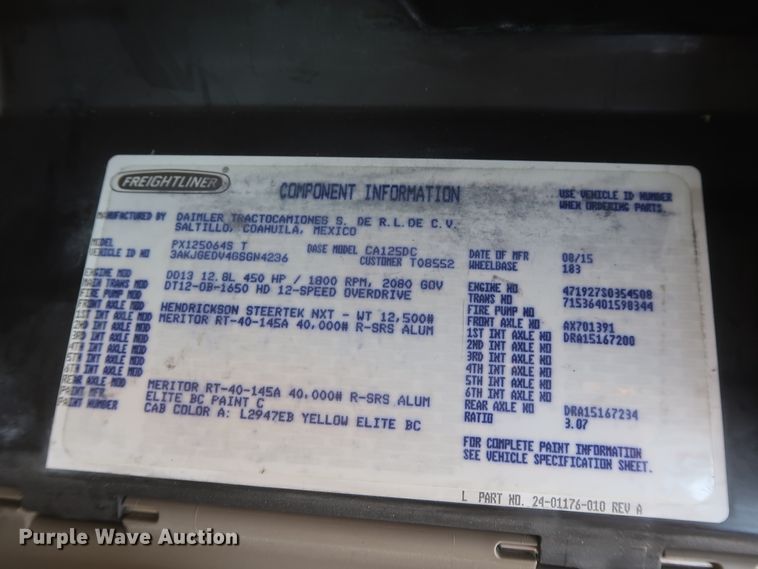 FREIGHTLINER®
COMPONENT INFORMATION
USE VEHICLE ID NUMBER
WHEN ORDERING PARTS
MANUFACTURED BY DAIMLER TRACTOCAMIONES S. DE R.L.DE C.V.
SALTILLO, COAHUILA, MEXICO
MODEL PX125064S T BASE MODEL CA125DC DATE OF MFR 08/15
VEHICLE ID NO 3AKJGEDV4GSGN4236 CUSTOMER T08552 WHEELBASE 183
ENGINE MOD DD13 12.8L 450 HP / 1800 RPM, 2080 GOV ENGINE NO 471927S0354508
MAIN TRANS MOD DT12-OB-1650 HD 12-SPEED OVERDRIVE TRANS NO 71536401598344
FIRE PUMP MOD FIRE PUMP NO
FRONT AXLE MOD HENDRICKSON STEERTEK NXT - WT 12,500# FRONT AXLE NO AX701391
1ST INT AXLE MOD MERITOR RT-40-145A 40,000# R-SRS ALUM 1ST INT AXLE NO DRA15167200
2ND INT AXLE MOD 2ND INT AXLE NO
3RD INT AXLE MOD 3RD INT AXLE NO
4TH INT AXLE MOD 4TH INT AXLE NO
5TH INT AXLE MOD 5TH INT AXLE NO
6TH INT AXLE MOD 6TH INT AXLE NO
REAR AXLE MOD MERITOR RT-40-145A 40,000# R-SRS ALUM REAR AXLE NO DRA15167234
PAINT MFR ELITE BC PAINT C RATIO 3.07
PAINT NUMBER CAB COLOR A: L2947EB YELLOW ELITE BC
FOR COMPLETE PAINT INFORMATION
SEE VEHICLE SPECIFICATION SHEET.
L PART NO. 24-01176-010 REV A
Purple Wave Auction